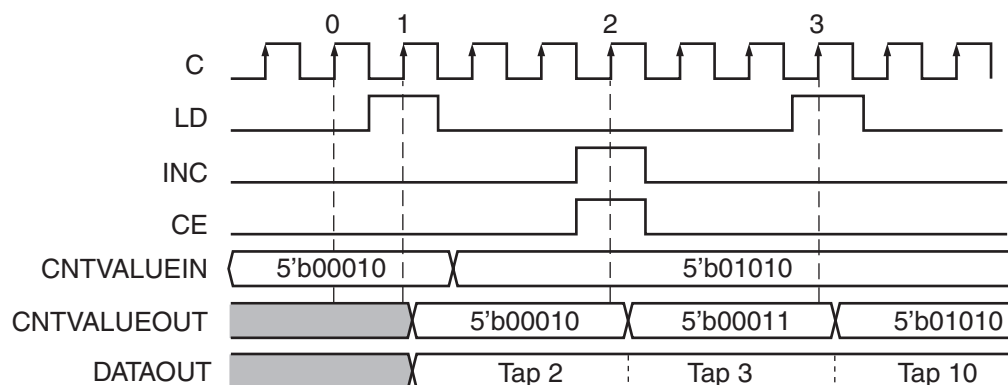 0 1 2 3
C
LD
INC
CE
CNTVALUEIN 5’b00010 5’b01010
CNTVALUEOUT 5’b00010 5’b00011 5’b01010
DATAOUT Tap 2 Tap 3 Tap 10